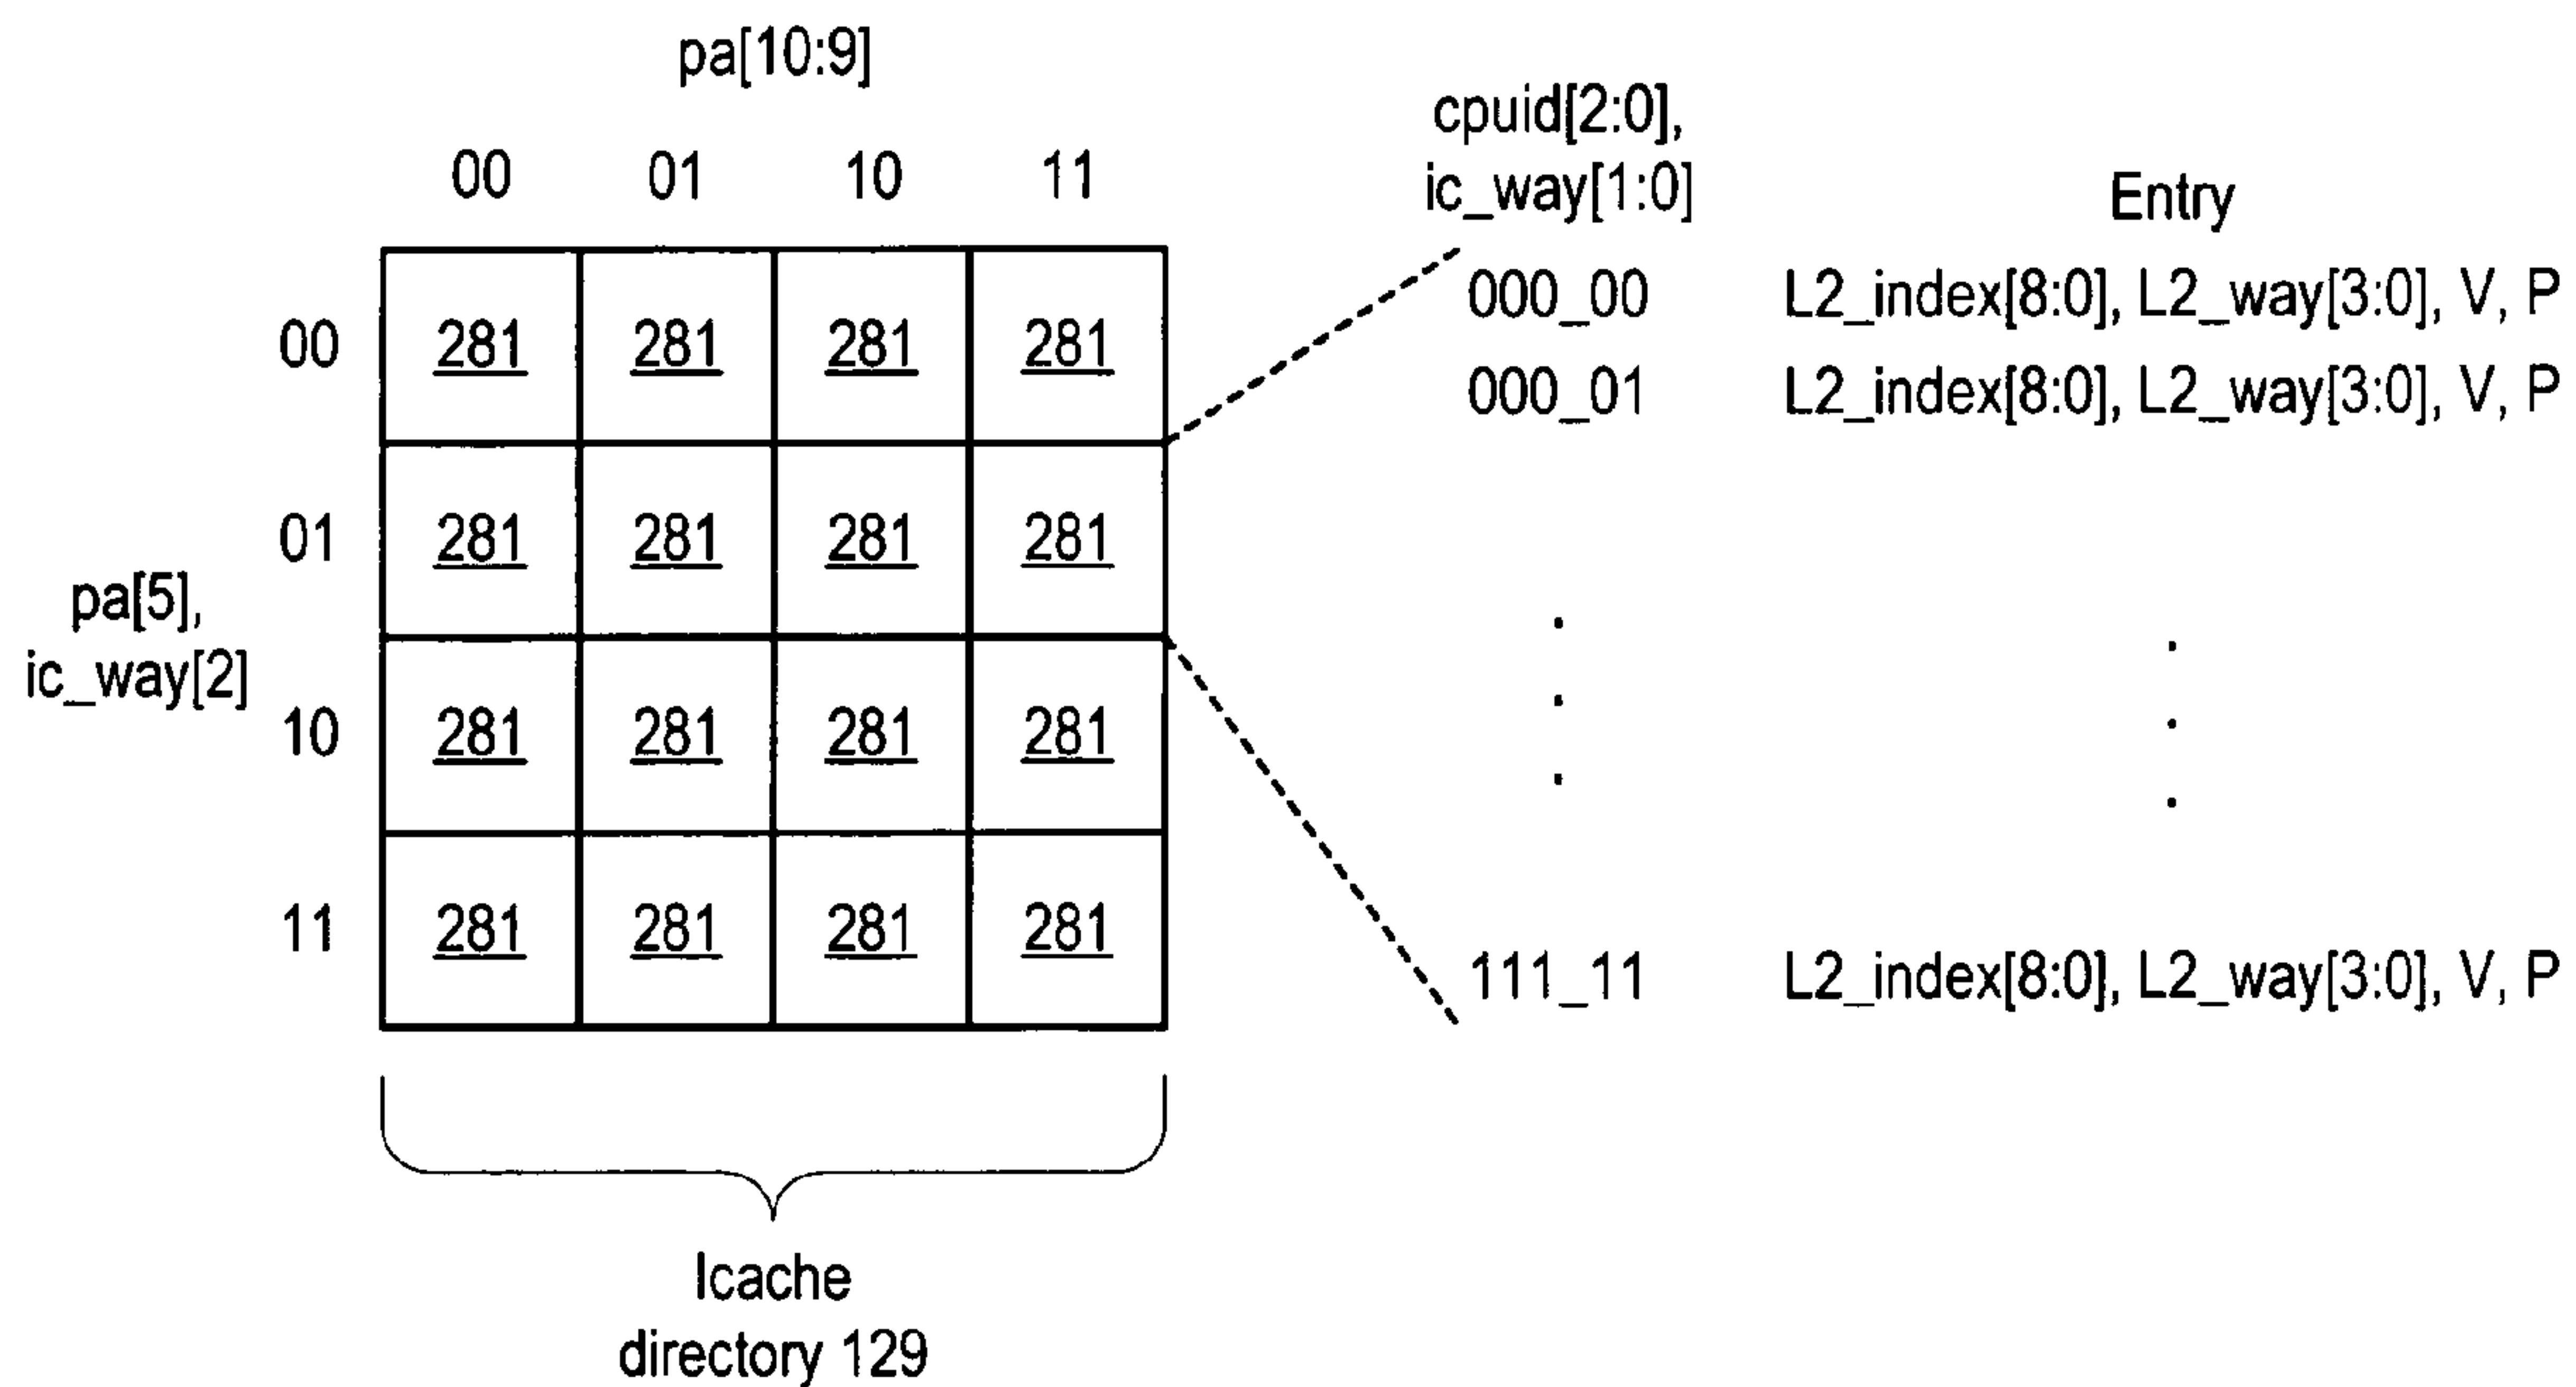 pa[10:9]
cpuid[2:0],
ic_way[1:0]
Entry
00 01 10 11
00 281 281 281 281
000_00 L2_index[8:0], L2_way[3:0], V, P
000_01 L2_index[8:0], L2_way[3:0], V, P
01 281 281 281 281
pa[5],
ic_way[2]
10 281 281 281 281
11 281 281 281 281
111_11 L2_index[8:0], L2_way[3:0], V, P
Icache
directory 129